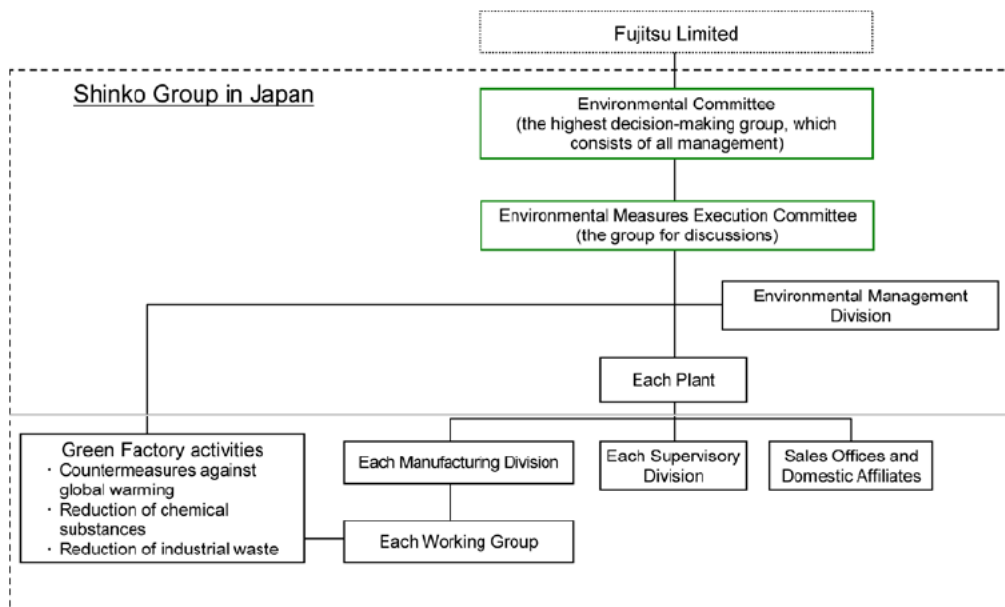 Fujitsu Limited
Shinko Group in Japan
Environmental Committee
(the highest decision-making group, which
consists of all management)
Environmental Measures Execution Committee
(the group for discussions)
Environmental Management
Division
Each Plant
Green Factory activities
・Countermeasures against
global warming
・Reduction of chemical
substances
・Reduction of industrial waste
Each Manufacturing Division
Each Supervisory
Division
Sales Offices and
Domestic Affiliates
Each Working Group